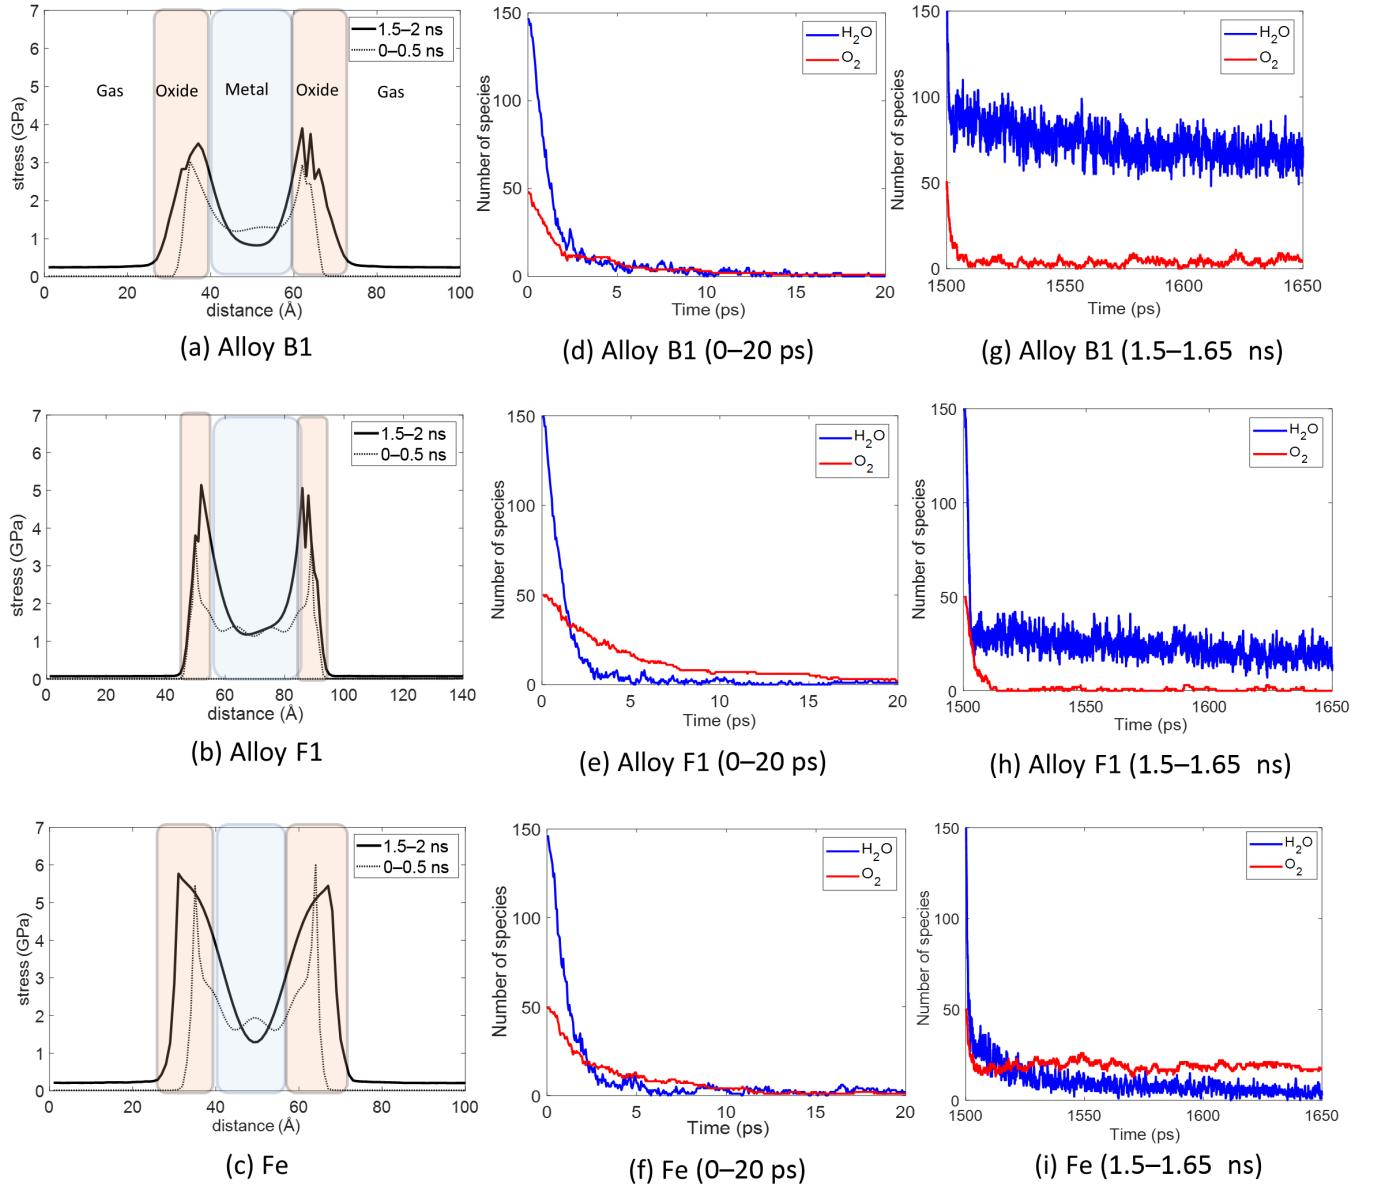 7
6
5
4
3
2
1
0
stress (GPa)
1.5–2 ns
0–0.5 ns
Gas
Oxide
Metal
Oxide
Gas
0
20
40
60
80
100
distance (Å)
(a) Alloy B1
150
100
50
0
Number of species
H2O
O2
0
5
10
15
20
Time (ps)
(d) Alloy B1 (0–20 ps)
150
100
50
0
Number of species
H2O
O2
1500
1550
1600
1650
Time (ps)
(g) Alloy B1 (1.5–1.65 ns)
7
6
5
4
3
2
1
0
stress (GPa)
1.5–2 ns
0–0.5 ns
0
20
40
60
80
100
120
140
distance (Å)
(b) Alloy F1
150
100
50
0
Number of species
H2O
O2
0
5
10
15
20
Time (ps)
(e) Alloy F1 (0–20 ps)
150
100
50
0
Number of species
H2O
O2
1500
1550
1600
1650
Time (ps)
(h) Alloy F1 (1.5–1.65 ns)
7
6
5
4
3
2
1
0
stress (GPa)
1.5–2 ns
0–0.5 ns
0
20
40
60
80
100
distance (Å)
(c) Fe
150
100
50
0
Number of species
H2O
O2
0
5
10
15
20
Time (ps)
(f) Fe (0–20 ps)
150
100
50
0
Number of species
H2O
O2
1500
1550
1600
1650
Time (ps)
(i) Fe (1.5–1.65 ns)